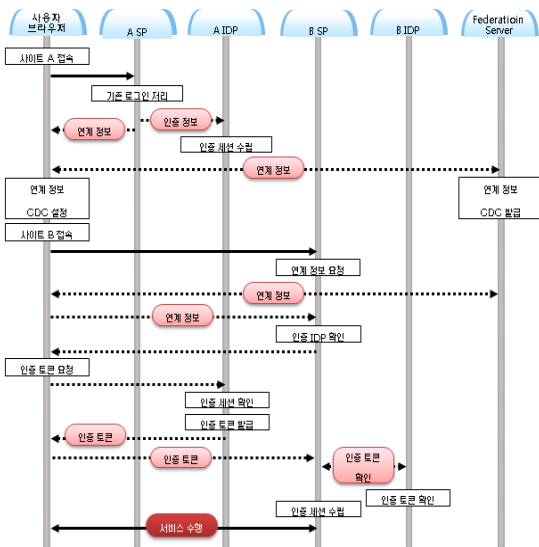 사용자
브라우저
A SP
A IDP
B SP
B IDP
Federatioin
Server
사이트 A 접속
기존 로그인 처리
인증 정보
연계 정보
인증 세션 수립
연계 정보
연계 정보
CDC 설정
연계 정보
CDC 발급
사이트 B 접속
연계 정보 요청
연계 정보
연계 정보
인증 IDP 확인
인증 토큰 요청
인증 세션 확인
인증 토큰 발급
인증 토큰
인증 토큰
인증 토큰
확인
인증 토큰 확인
인증 세션 수립
서비스 수행